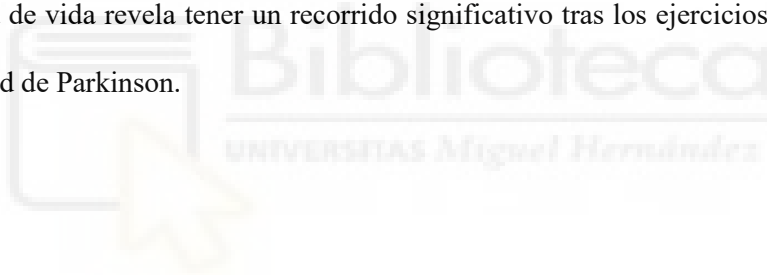 de vida revela tener un recorrido significativo tras los ejercicios
d de Parkinson.
Biblioteca
UNIVERSITAS Miguel Hernández